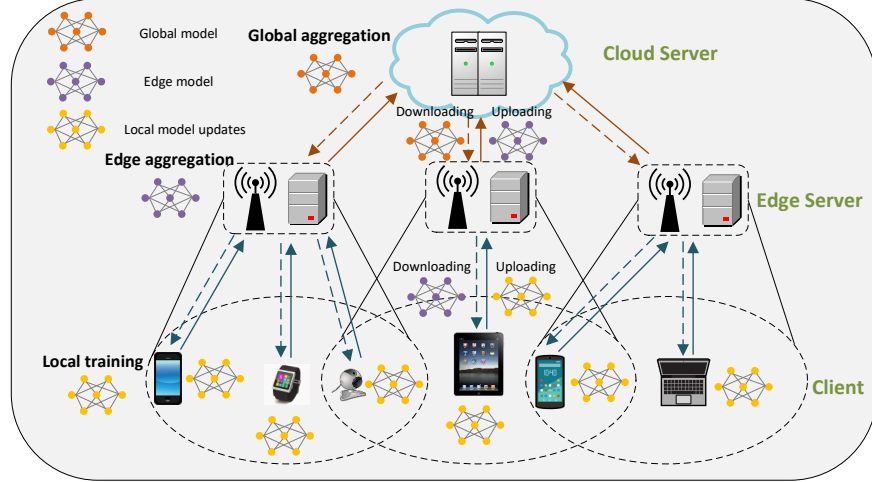 Global model
Global aggregation
Cloud Server
Edge model
Downloading
Uploading
Local model updates
Edge aggregation
Edge Server
Downloading
Uploading
Local training
Client